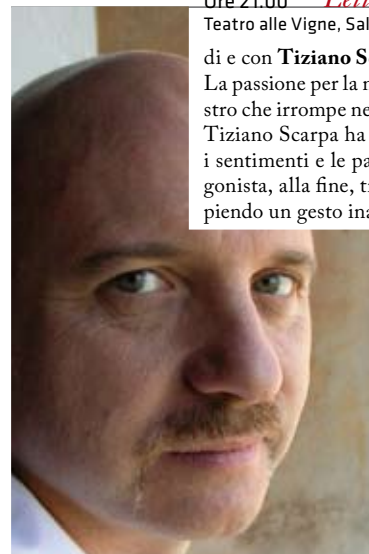 Ore 21.00
Teatro alle Vigne, Sal
di e con Tiziano S
La passione per la
stro che irrompe ne
Tiziano Scarpa ha
i sentimenti e le pa
gonista, alla fine, t
piendo un gesto ina